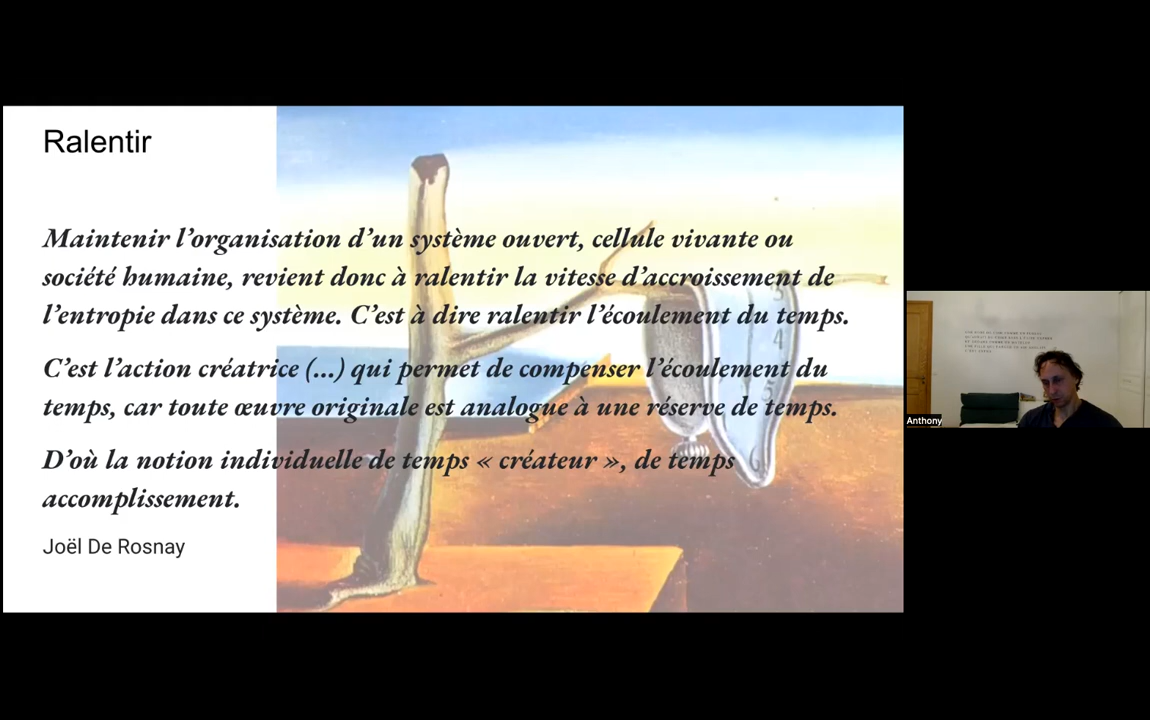 Ralentir
Maintenir l’organisation d’un système ouvert, cellule vivante ou
société humaine, revient donc à ralentir la vitesse d’accroissement de
l’entropie dans ce système. C’est à dire ralentir l’écoulement du temps.
C’est l’action créatrice (...) qui permet de compenser l’écoulement du
temps, car toute œuvre originale est analogue à une réserve de temps.
D’où la notion individuelle de temps « créateur », de temps
accomplissement.
Joël De Rosnay
4
Anthony